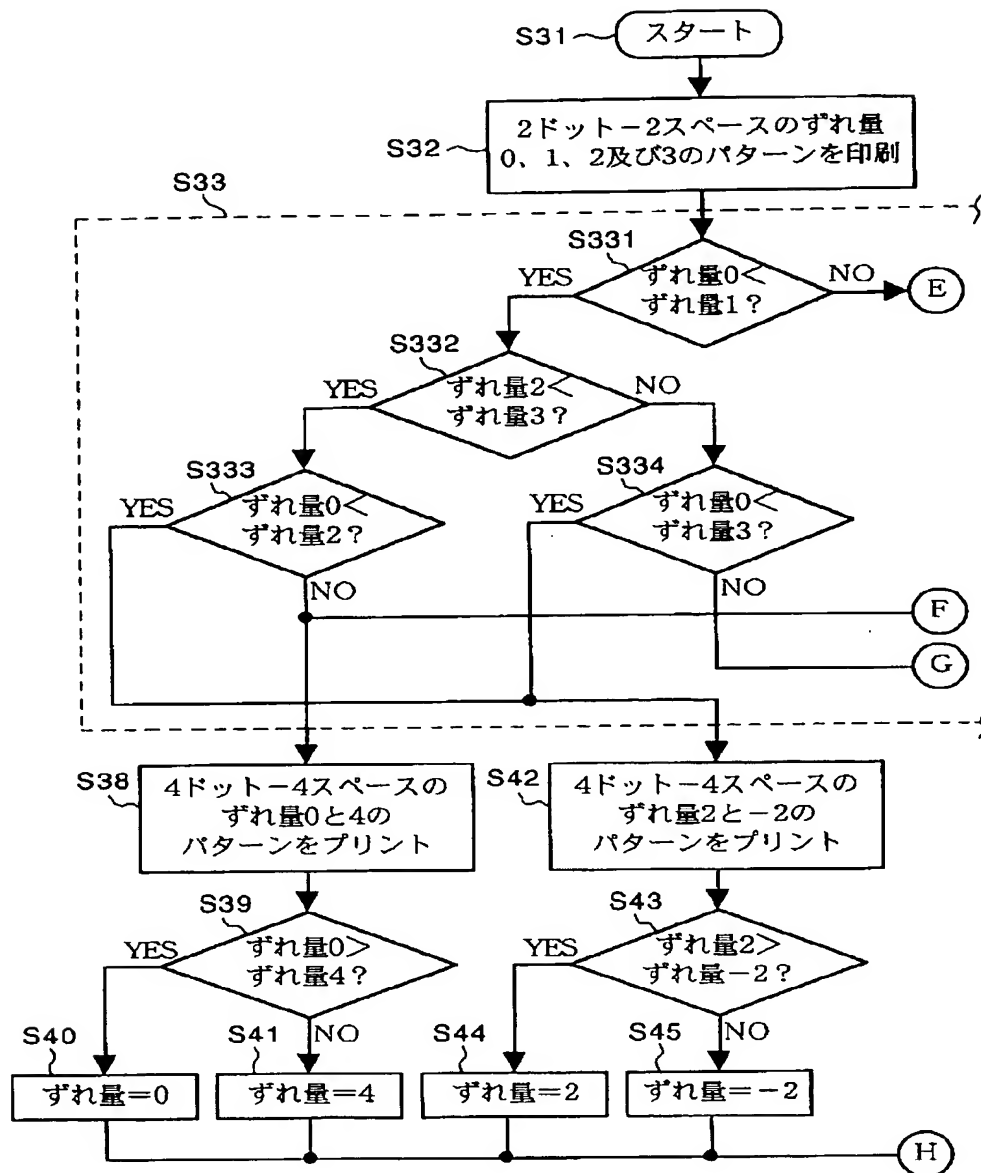 S31
スタート
S32
2ドット-2スペースのずれ量
0、1、2及び3のパターンを印刷
S33
S331
ずれ量0<
ずれ量1?
YES
NO
E
S332
ずれ量2<
ずれ量3?
YES
NO
S333
ずれ量0<
ずれ量2?
YES
NO
S334
ずれ量0<
ずれ量3?
YES
NO
F
G
S38
4ドット-4スペースの
ずれ量0と4の
パターンをプリント
S42
4ドット-4スペースの
ずれ量2と-2の
パターンをプリント
S39
ずれ量0>
ずれ量4?
YES
NO
S43
ずれ量2>
ずれ量-2?
YES
NO
S40
ずれ量=0
S41
ずれ量=4
S44
ずれ量=2
S45
ずれ量=-2
H